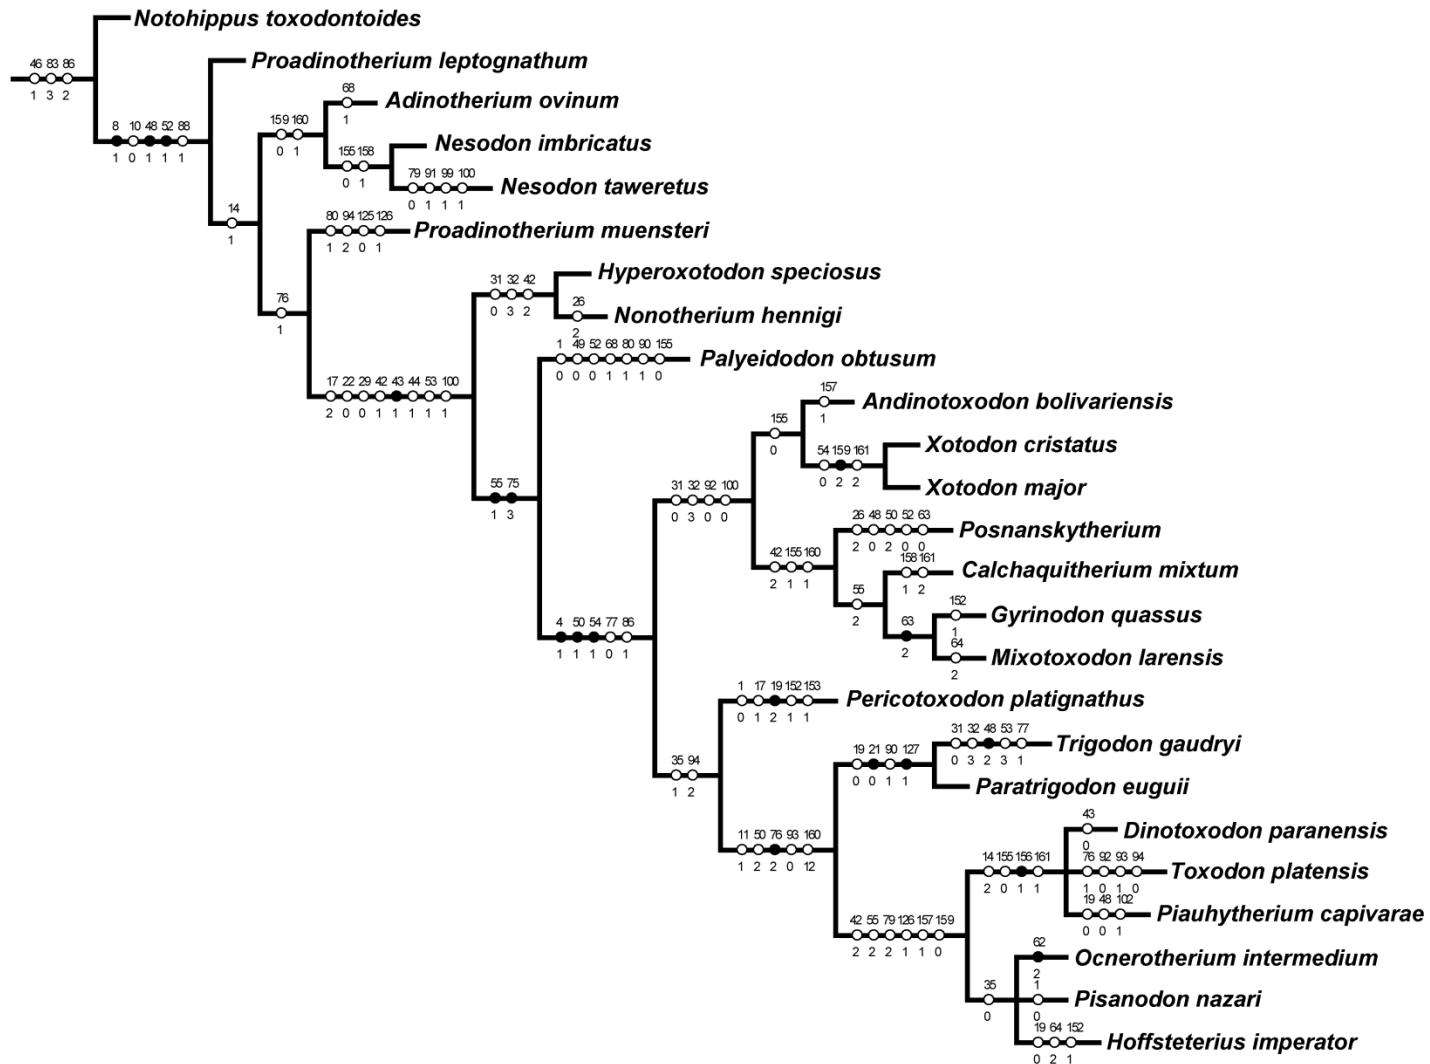 Notohippus toxodontoides
Proadinotherium leptognathum
46 83 86
1 3 2
68
Adinotherium ovinum
1
8 10 48 52 88
1 0 1 1 1
159 160
0 1
Nesodon imbricatus
155 158
0 1
79 91 99 100
Nesodon taweretus
0 1 1 1
14
1
80 94 125 126
Proadinotherium muensteri
1 2 0 1
Hyperoxotodon speciosus
31 32 42
0 3 2
76
1
26
Nonotherium hennigi
2
1 49 52 68 80 90 155
Palyeidodon obtusum
0 0 0 1 1 1 0
17 22 29 42 43 44 53 100
2 0 0 1 1 1 1 1
157
Andinotoxodon bolivariensis
1
155
0
Xotodon cristatus
54 159 161
0 2 2
Xotodon major
55 75
1 3
31 32 92 100
0 3 0 0
26 48 50 52 63
Posnanskytherium
2 0 2 0 0
42 155 160
2 1 1
158 161
Calchaquitherium mixtum
1 2
55
2
152
Gyrinodon quassus
1
63
2
64
Mixotoxodon larensis
2
4 50 54 77 86
1 1 1 0 1
1 17 19 152 153
Pericotoxodon platignathus
0 1 2 1 1
31 32 48 53 77
Trigodon gaudryi
0 3 2 3 1
19 21 90 127
0 0 1 1
Paratrigodon euguii
35 94
1 2
43
Dinotoxodon paranensis
0
11 50 76 93 160
1 2 2 0 12
14 155 156 161
2 0 1 1
76 92 93 94
Toxodon platensis
1 0 1 0
19 48 102
Piauhytherium capivarae
0 0 1
42 55 79 126 157 159
2 2 2 1 1 0
62
Ocnerotherium intermedium
2
35
0
1
Pisanodon nazari
0
19 64 152
Hoffsteterius imperator
0 2 1